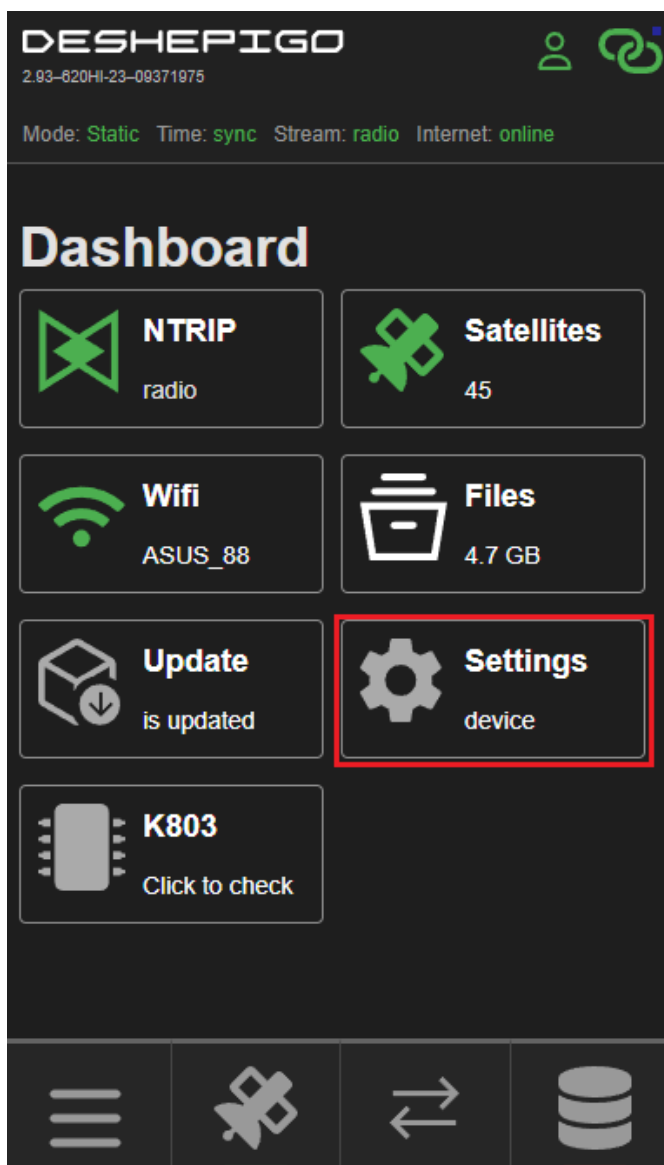 DESHEPIGO
2.93–620HI-23–09371975
Mode: Static Time: sync Stream: radio Internet: online
Dashboard
NTRIP
radio
Satellites
45
Wifi
ASUS_88
Files
4.7 GB
Update
is updated
Settings
device
K803
Click to check